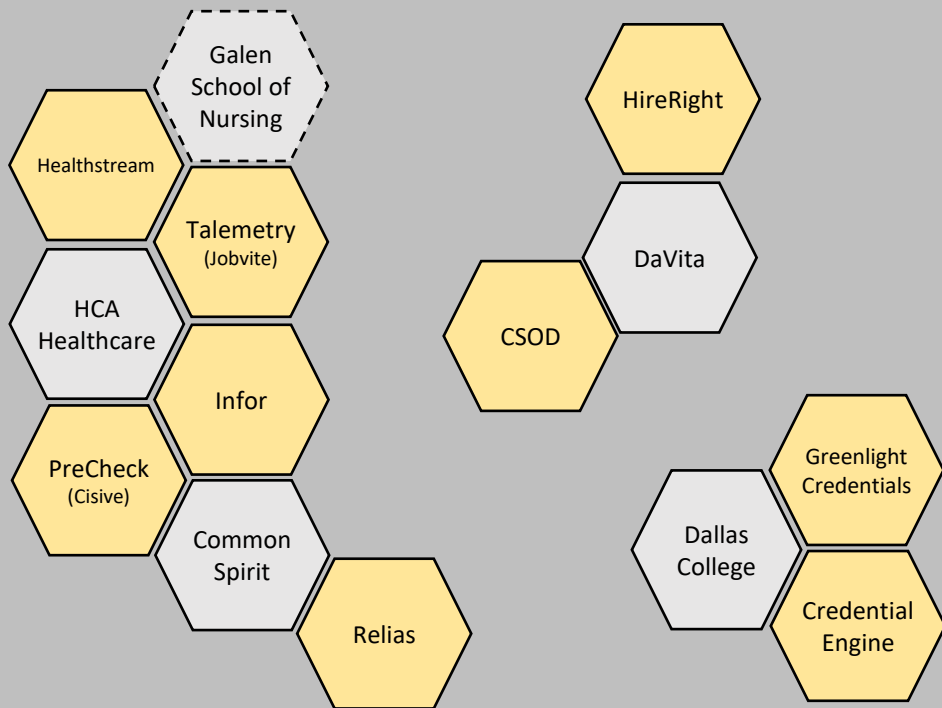 Galen
School of
Nursing
Healthstream
Talemetry
(Jobvite)
HCA
Healthcare
Infor
PreCheck
(Cisive)
Common
Spirit
Relias
HireRight
DaVita
CSOD
Greenlight
Credentials
Dallas
College
Credential
Engine